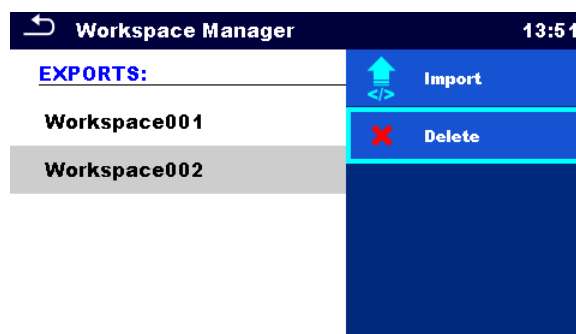 Workspace Manager 13:51
EXPORTS:
Import
Workspace001
Delete
Workspace002